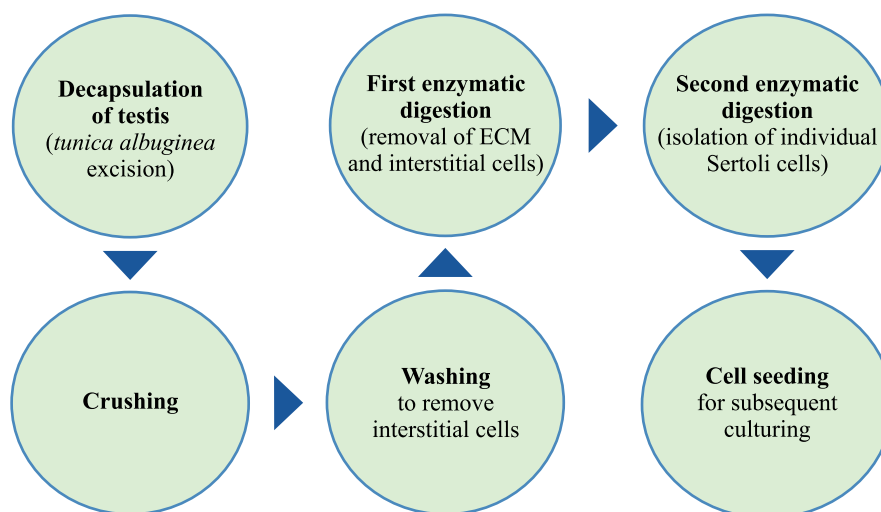 Decapsulation
of testis
(tunica albuginea
excision)
Crushing
Washing
to remove
interstitial cells
First enzymatic
digestion
(removal of ECM
and interstitial cells)
Second enzymatic
digestion
(isolation of individual
Sertoli cells)
Cell seeding
for subsequent
culturing